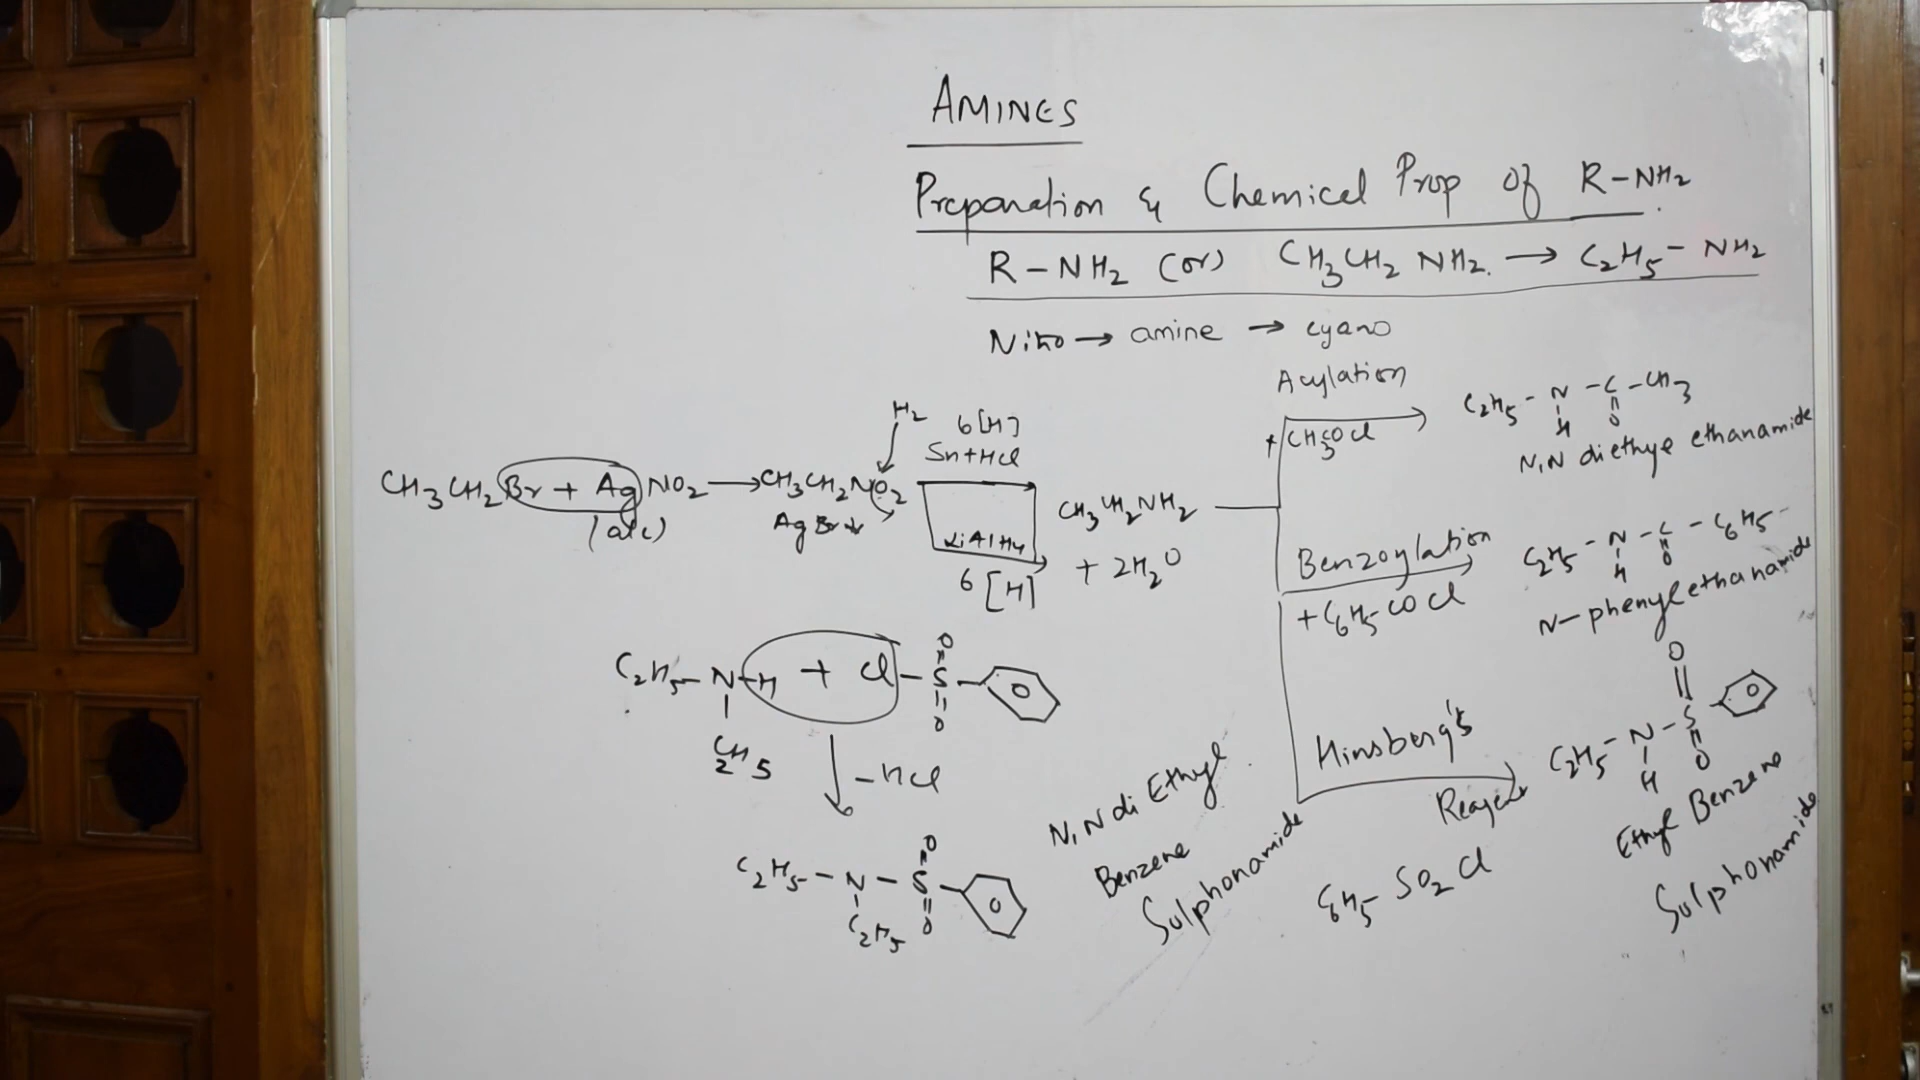 AMINES
Preparation & Chemical Prop of R-NH2
R-NH2 (or) CH3CH2NH2. → C2H5-NH2
Nitro → amine → cyano
Acylation
+CH3COCl
C2H5-N-C-CH3
H O
N,N diethye ethanamide
H2
6[H]
Sn+HCl
CH3CH2Br + AgNO2 → CH3CH2NO2
(alc)
AgBr↓
LiAlH4
6[H]
CH3CH2NH2
+ 2H2O
Benzoylation
+C6H5COCl
C2H5-N-C-C6H5-
H O
N-phenylethanamide
O
C2H5-N-H + Cl-S-
C2H5 O
-HCl
O
C2H5-N-S-
C2H5 O
N,N di Ethyl
Benzene
Sulphonamide
Hinsberg's
Reagent
C6H5-SO2Cl
O
C2H5-N-S-
H O
Ethyl Benzene
Sulphonamide